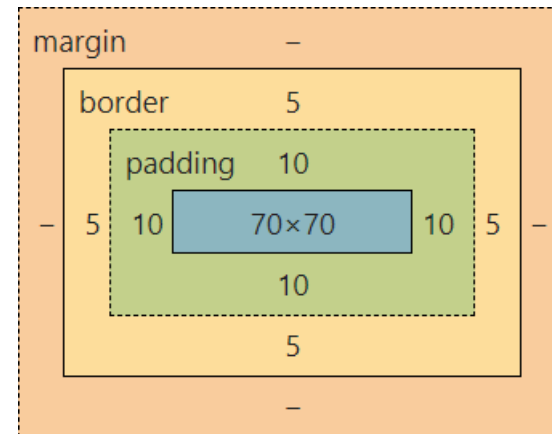 margin –
border 5
padding 10
– 5 10 70×70 10 5 –
10
5
–